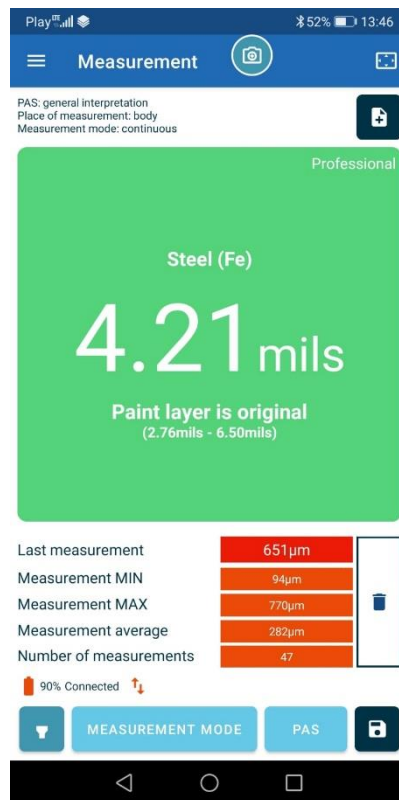 Play 52% 13:46
Measurement
PAS: general interpretation
Place of measurement: body
Measurement mode: continuous
Professional
Steel (Fe)
4.21 mils
Paint layer is original
(2.76mils - 6.50mils)
Last measurement 651µm
Measurement MIN 94µm
Measurement MAX 770µm
Measurement average 282µm
Number of measurements 47
90% Connected
MEASUREMENT MODE PAS